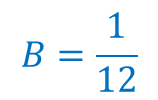 B = 1/12